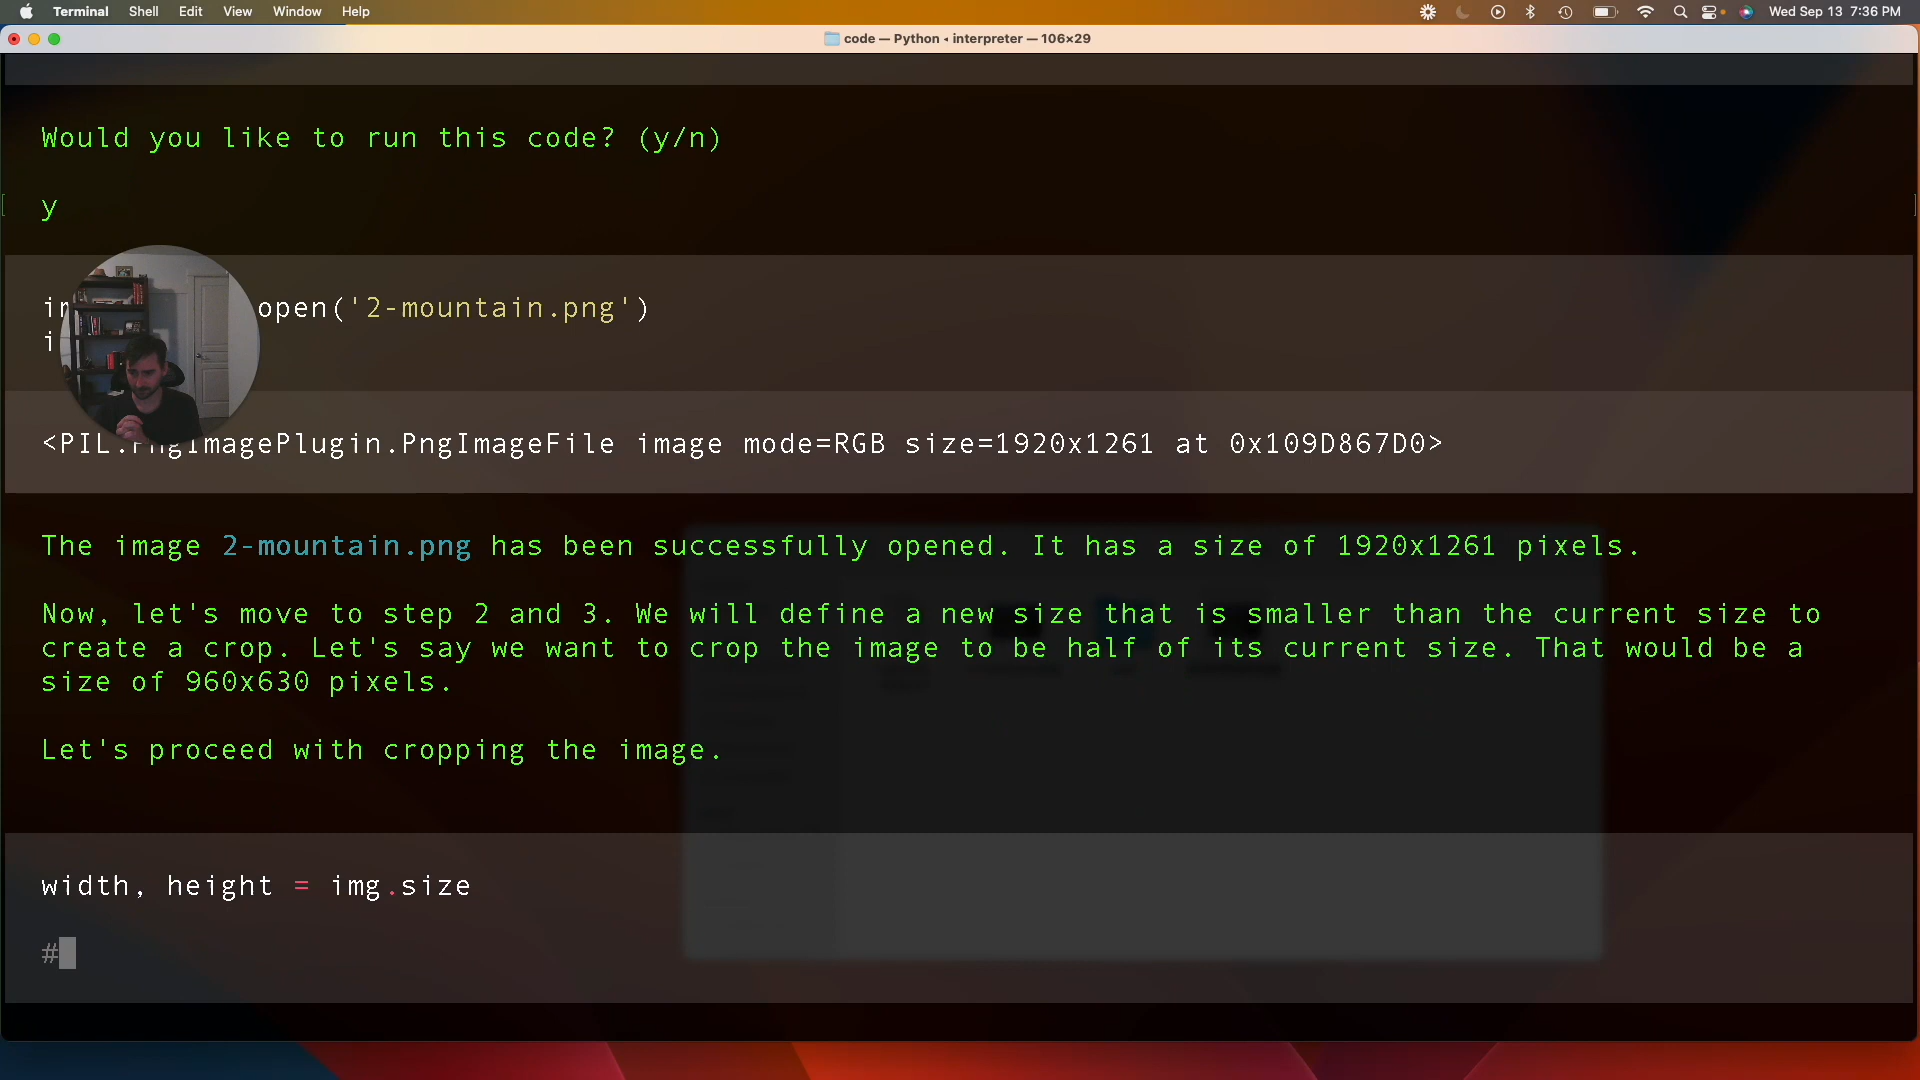 Terminal Shell Edit View Window Help Wed Sep 13 7:36 PM
code — Python ◂ interpreter — 106×29
Would you like to run this code? (y/n)
y
open('2-mountain.png')
i
image mode=RGB size=1920x1261 at 0x109D867D0>
The image 2-mountain.png has been successfully opened. It has a size of 1920x1261 pixels.
Now, let's move to step 2 and 3. We will define a new size that is smaller than the current size to
create a crop. Let's say we want to crop the image to be half of its current size. That would be a
size of 960x630 pixels.
Let's proceed with cropping the image.
width, height = img.size
#